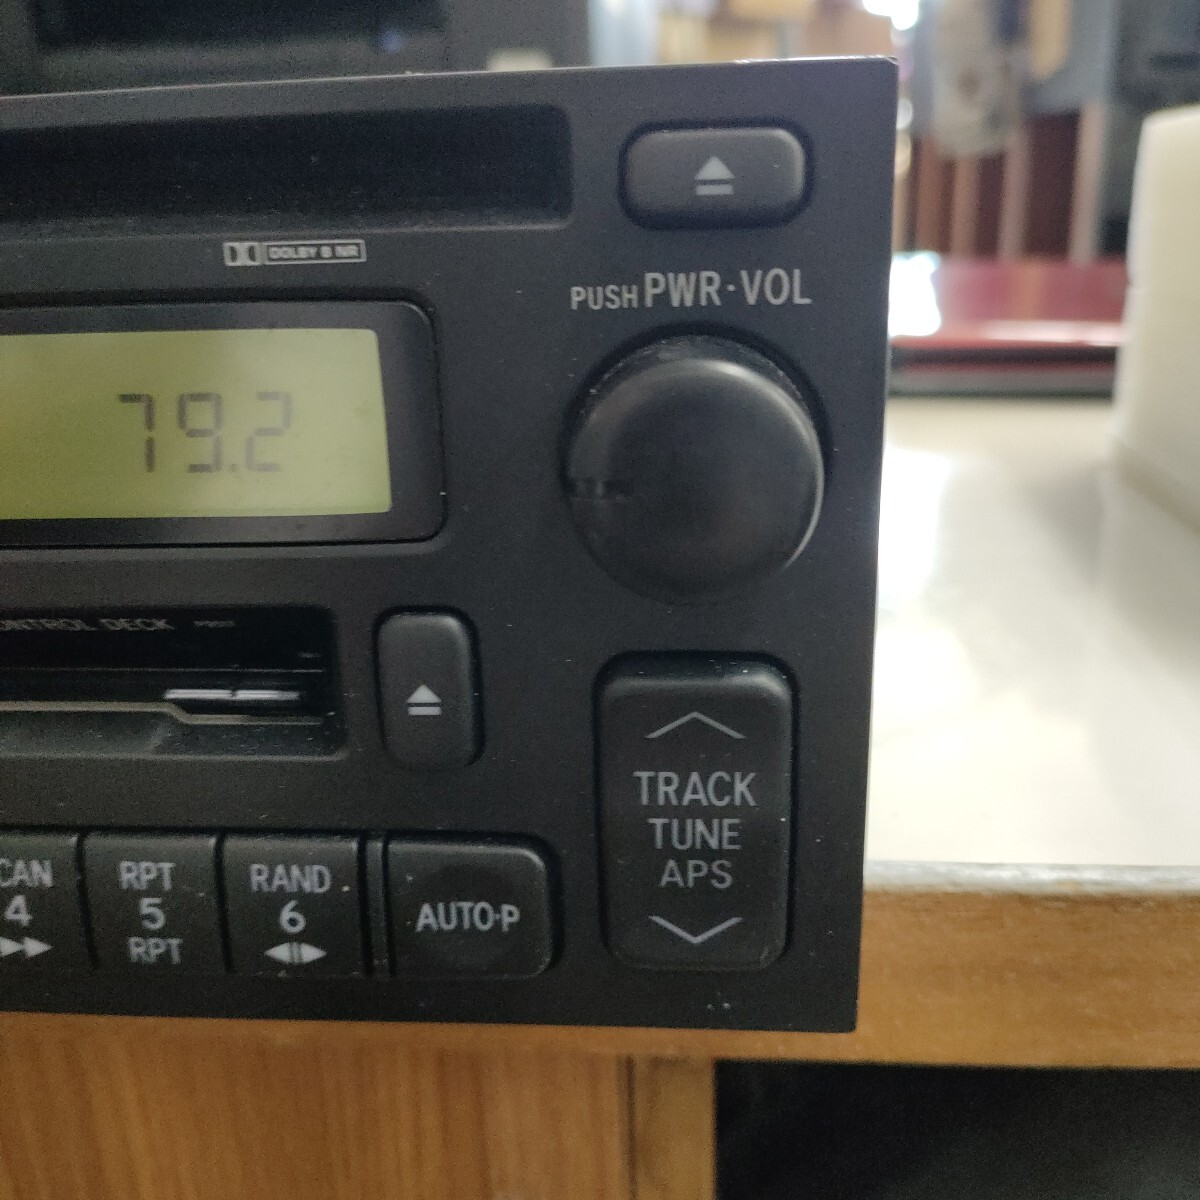 DOLBY B NR
PUSH PWR·VOL
79.2
CONTROL DECK
TRACK
TUNE
APS
SCAN
4
RPT
5
RPT
RAND
6
AUTO·P